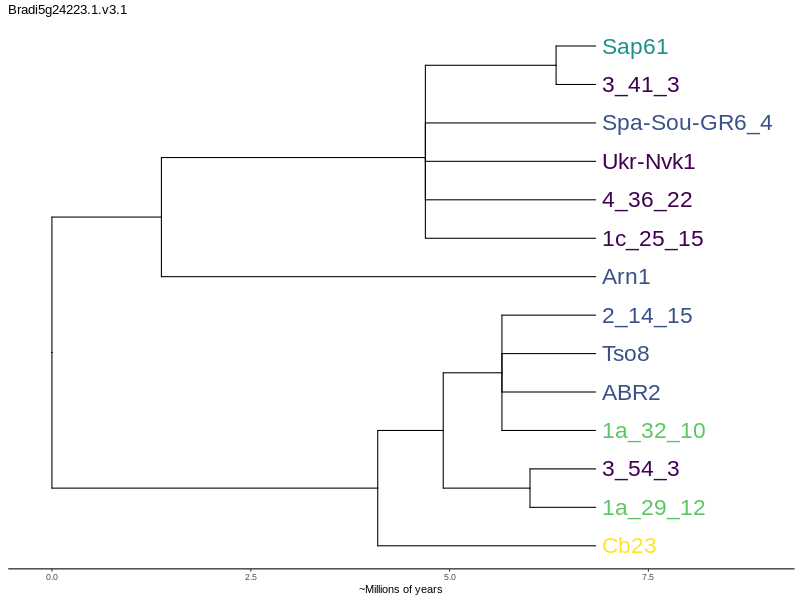 Bradi5g24223.1.v3.1
Sap61
3_41_3
Spa-Sou-GR6_4
Ukr-Nvk1
4_36_22
1c_25_15
Arn1
2_14_15
Tso8
ABR2
1a_32_10
3_54_3
1a_29_12
Cb23
0.0 2.5 5.0 7.5
~Millions of years